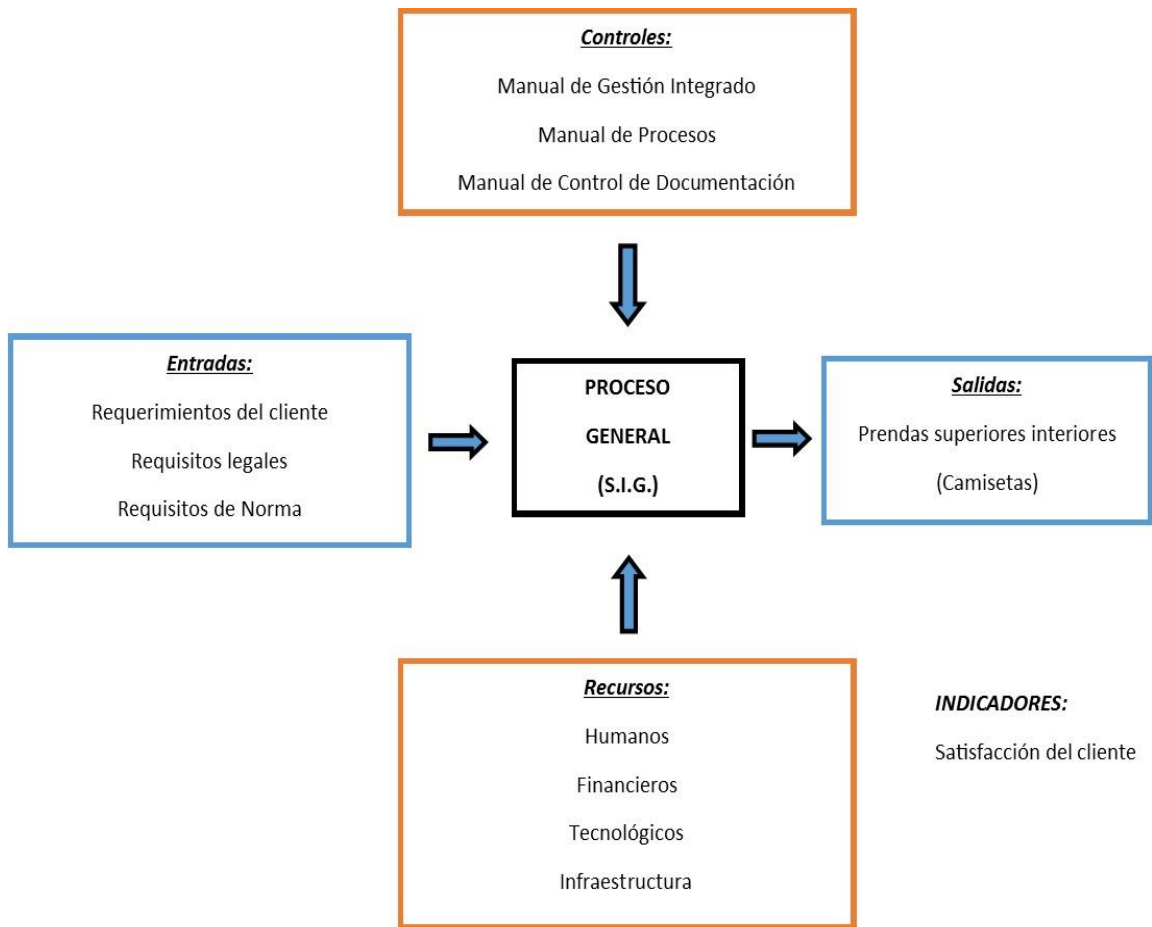 Controles:
Manual de Gestión Integrado
Manual de Procesos
Manual de Control de Documentación
Entradas:
Requerimientos del cliente
Requisitos legales
Requisitos de Norma
PROCESO
GENERAL
(S.I.G.)
Salidas:
Prendas superiores interiores
(Camisetas)
Recursos:
Humanos
Financieros
Tecnológicos
Infraestructura
INDICADORES:
Satisfacción del cliente